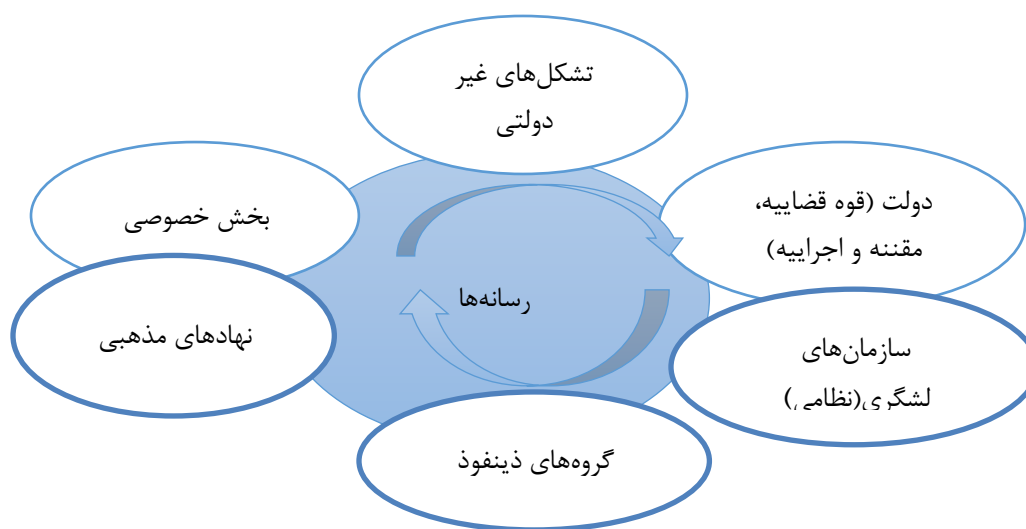 تشکل‌های غیر
دولتی
دولت (قوه قضاییه،
مقننه و اجراییه)
بخش خصوصی
رسانه‌ها
نهادهای مذهبی
سازمان‌های
لشگری(نظامی)
گروه‌های ذینفوذ